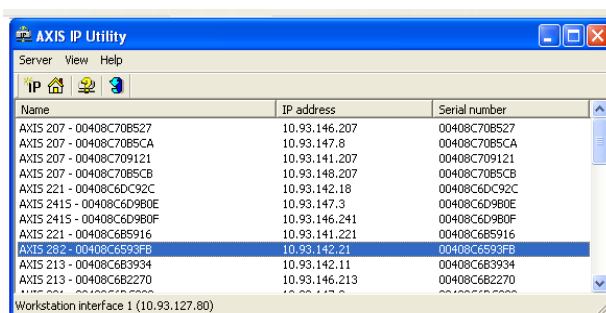 AXIS IP Utility
Server View Help
IP
Name IP address Serial number
AXIS 207 - 00408C70B527 10.93.146.207 00408C70B527
AXIS 207 - 00408C70B5CA 10.93.147.8 00408C70B5CA
AXIS 207 - 00408C709121 10.93.141.207 00408C709121
AXIS 207 - 00408C70B5CB 10.93.148.207 00408C70B5CB
AXIS 221 - 00408C6DC92C 10.93.142.18 00408C6DC92C
AXIS 241S - 00408C6D9B0E 10.93.147.3 00408C6D9B0E
AXIS 241S - 00408C6D9B0F 10.93.146.241 00408C6D9B0F
AXIS 221 - 00408C6B5916 10.93.141.221 00408C6B5916
AXIS 282 - 00408C6593FB 10.93.142.21 00408C6593FB
AXIS 213 - 00408C6B3934 10.93.142.11 00408C6B3934
AXIS 213 - 00408C6B2270 10.93.146.213 00408C6B2270
Workstation interface 1 (10.93.127.80)